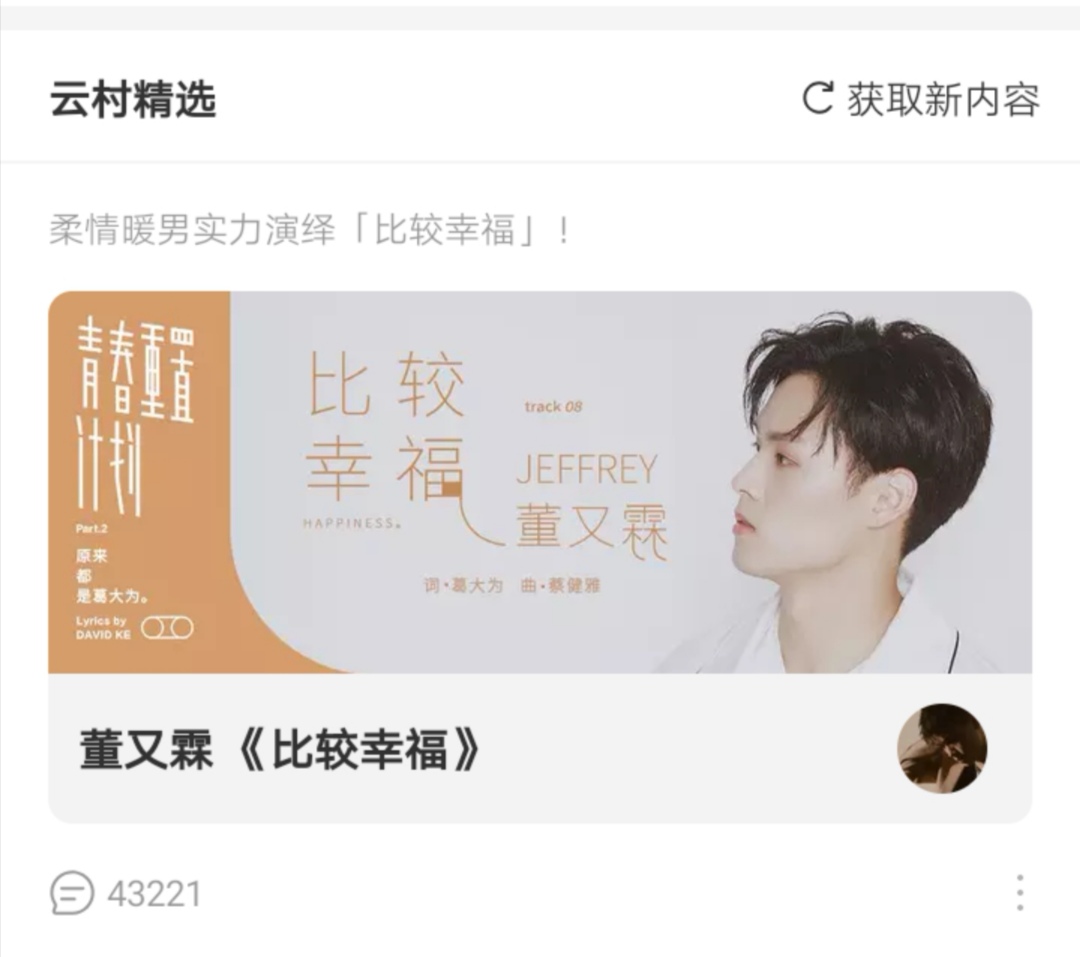 云村精选
获取新内容
柔情暖男实力演绎「比较幸福」!
青春重置
计划
Part.2
原来
都
是葛大为。
Lyrics by
DAVID KE
比较
幸福
HAPPINESS。
track 08
JEFFREY
董又霖
词·葛大为 曲·蔡健雅
董又霖《比较幸福》
43221